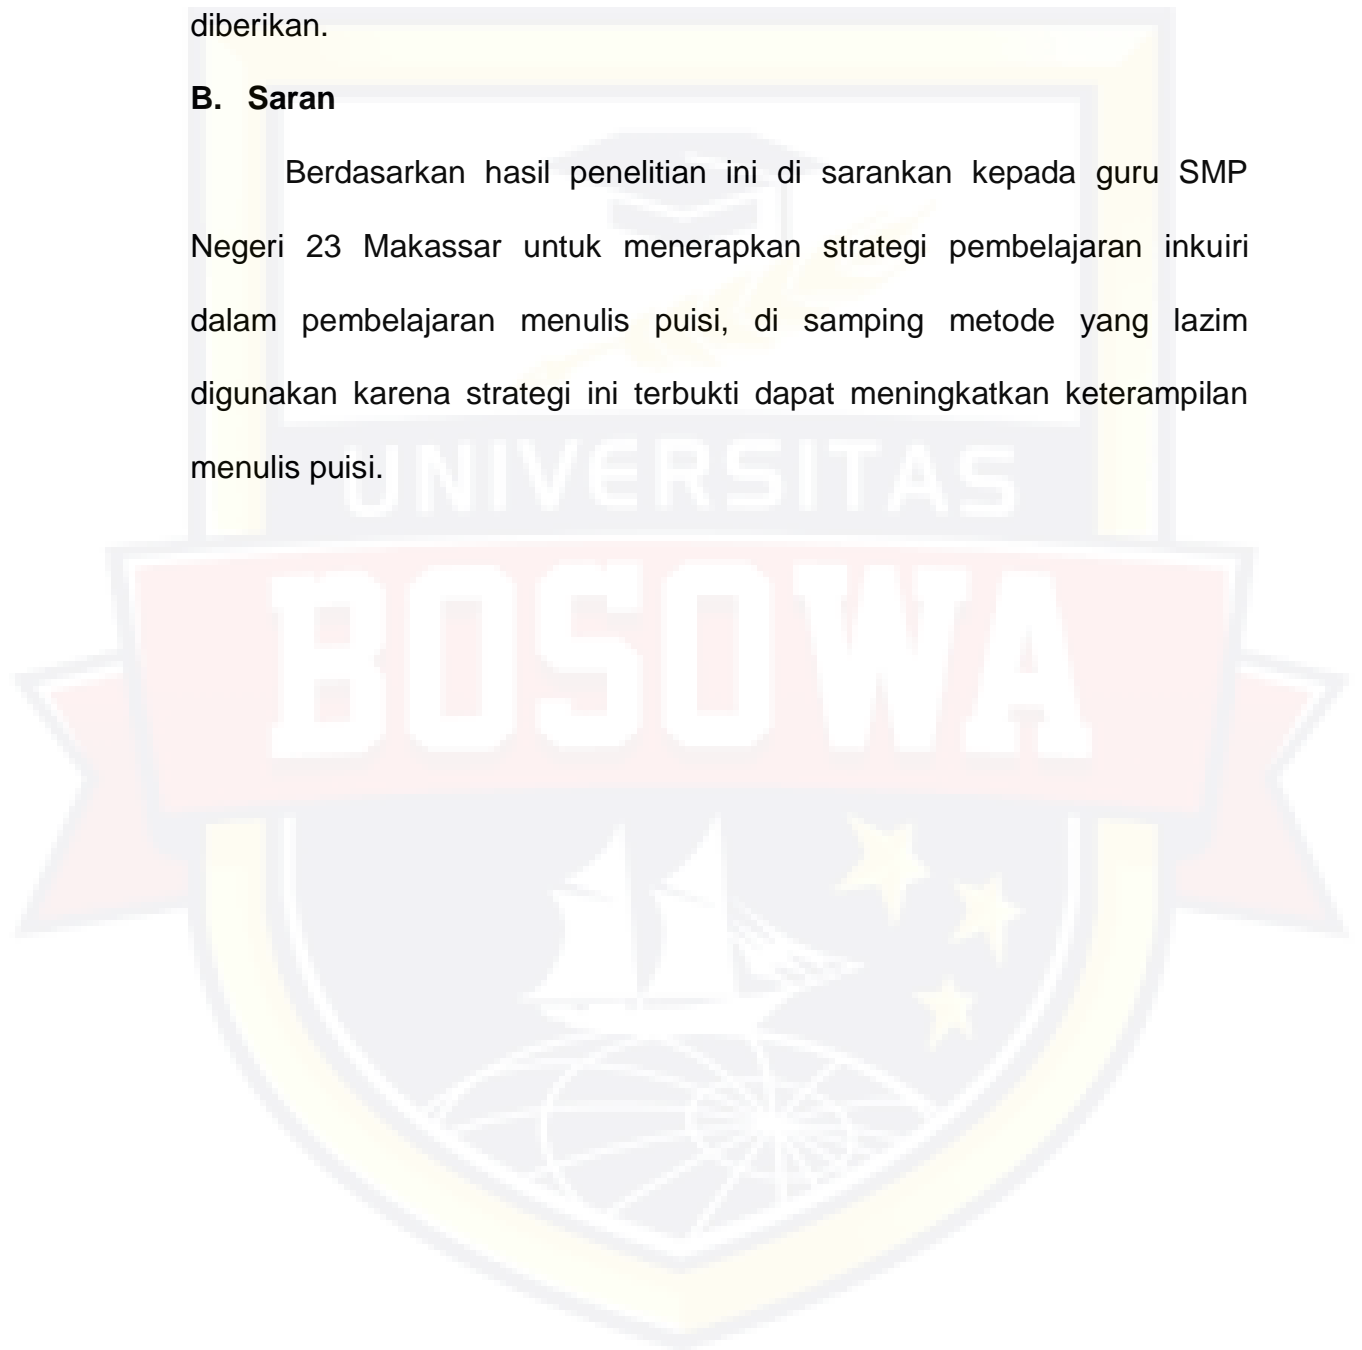 diberikan.
B. Saran
Berdasarkan hasil penelitian ini di sarankan kepada guru SMP
Negeri 23 Makassar untuk menerapkan strategi pembelajaran inkuiri
dalam pembelajaran menulis puisi, di samping metode yang lazim
digunakan karena strategi ini terbukti dapat meningkatkan keterampilan
menulis puisi.
UNIVERSITAS
BOSOWA